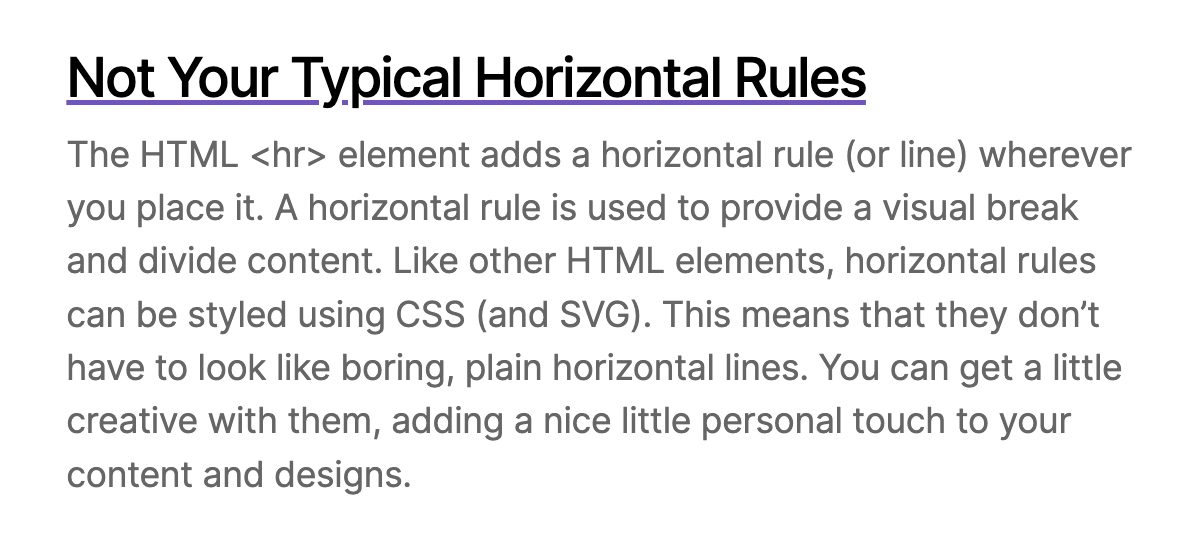 Not Your Typical Horizontal Rules
The HTML <hr> element adds a horizontal rule (or line) wherever
you place it. A horizontal rule is used to provide a visual break
and divide content. Like other HTML elements, horizontal rules
can be styled using CSS (and SVG). This means that they don’t
have to look like boring, plain horizontal lines. You can get a little
creative with them, adding a nice little personal touch to your
content and designs.